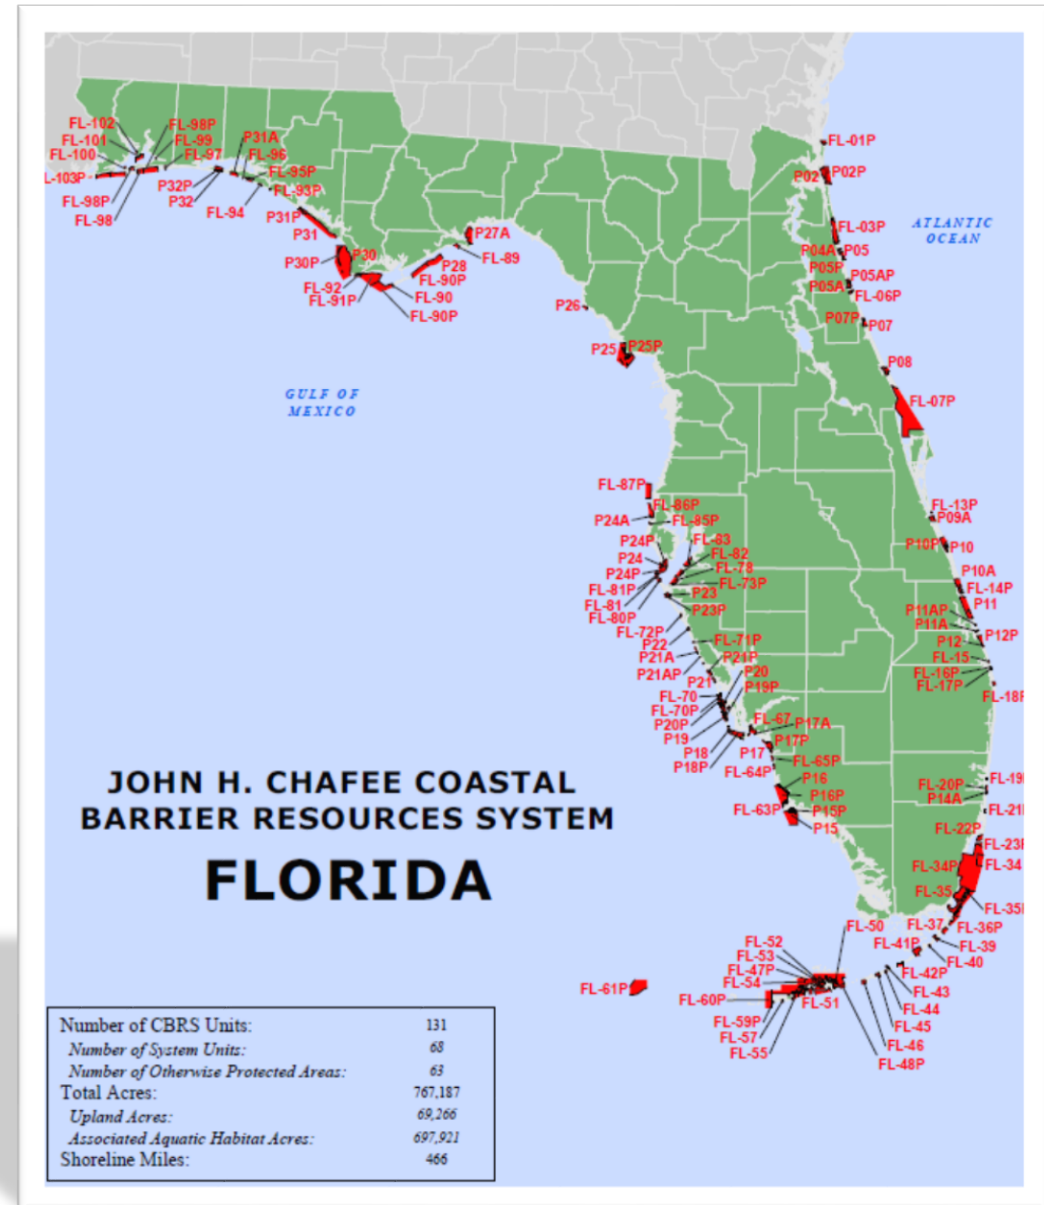 FL-102
FL-101
FL-100
L-103P
FL-98P
FL-98
FL-98P
FL-99
FL-97
P31A
FL-96
FL-95P
FL-93P
P32P
P32
FL-94
P31P
P31
P30P
P30
FL-92
FL-91P
P27A
FL-89
P28
FL-90P
FL-90
FL-90P
P26
P25
P25P
FL-01P
P02
P02P
FL-03P
P04A
P05
P05P
P05AP
P05A
FL-06P
P07P
P07
P08
FL-07P
ATLANTIC
OCEAN
GULF OF
MEXICO
FL-13P
P09A
P10P
P10
P10A
FL-14P
P11
P11AP
P11A
P12P
P12
FL-15
FL-16P
FL-17P
FL-18P
FL-87P
FL-86P
P24A
FL-85P
P24P
FL-83
P24
FL-82
P24P
FL-78
FL-81P
FL-73P
FL-81
P23
FL-80P
P23P
FL-72P
P22
FL-71P
P21A
P21P
P21AP
P20
P21
P19P
FL-70
FL-70P
P20P
P19
FL-67
P17A
P18
P17
P17P
P18P
FL-64P
FL-65P
P16
P16P
FL-63P
P15P
P15
FL-19
FL-20P
P14A
FL-21
FL-22P
FL-23
FL-34P
FL-34
FL-35
FL-35
FL-37
FL-36P
FL-39
FL-41P
FL-40
FL-42P
FL-43
FL-44
FL-45
FL-46
FL-48P
FL-50
FL-52
FL-53
FL-47P
FL-54
FL-51
FL-61P
FL-60P
FL-59P
FL-57
FL-55
JOHN H. CHAFEE COASTAL
BARRIER RESOURCES SYSTEM
FLORIDA
Number of CBRS Units: 131
Number of System Units: 68
Number of Otherwise Protected Areas: 63
Total Acres: 767,187
Upland Acres: 69,266
Associated Aquatic Habitat Acres: 697,921
Shoreline Miles: 466